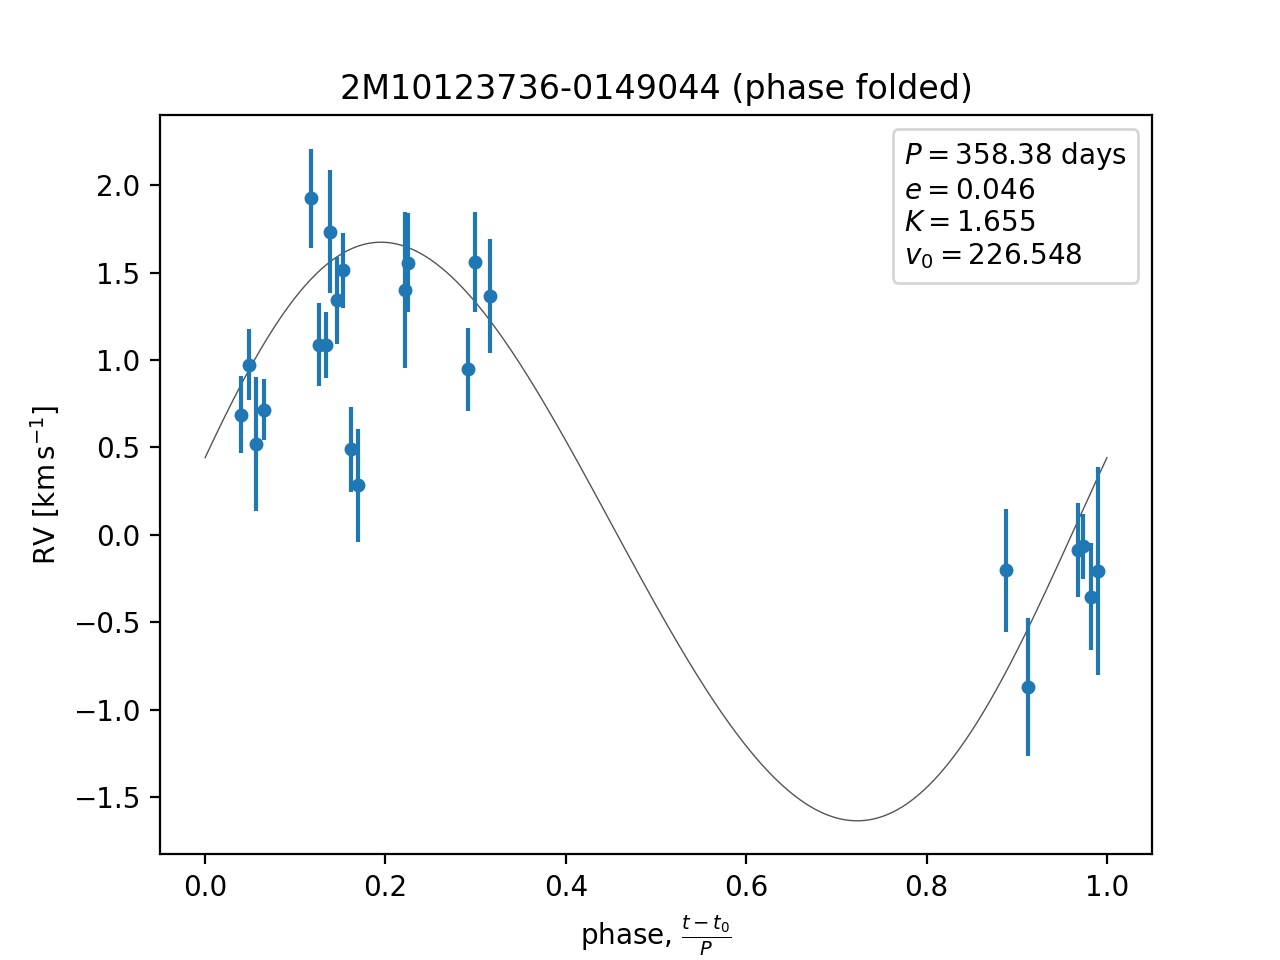 2M10123736-0149044 (phase folded)
P = 358.38 days
e = 0.046
K = 1.655
v₀ = 226.548
2.0
1.5
1.0
0.5
0.0
−0.5
−1.0
−1.5
RV [km s⁻¹]
0.0 0.2 0.4 0.6 0.8 1.0
phase, (t − t₀)/P